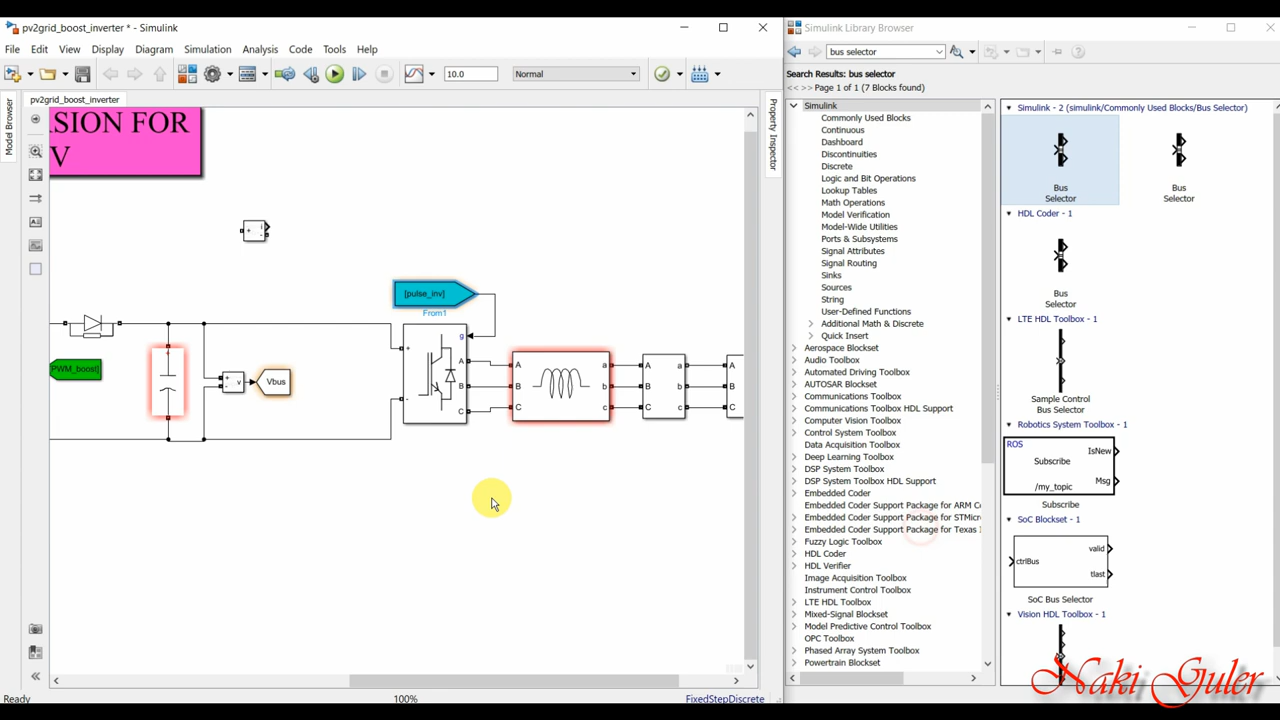 pv2grid_boost_inverter * - Simulink
File Edit View Display Diagram Simulation Analysis Code Tools Help
10.0
Normal
pv2grid_boost_inverter
Model Browser
Property Inspector
SION FOR
V
+ i -
[pulse_inv]
From1
PWM_boost]
+ - v
Vbus
g
+
-
A
B
C
A a
B b
C c
A a
B b
C c
A
B
C
Ready
100%
FixedStepDiscrete
Simulink Library Browser
bus selector
Search Results: bus selector
<< >> Page 1 of 1 (7 Blocks found)
Simulink
Commonly Used Blocks
Continuous
Dashboard
Discontinuities
Discrete
Logic and Bit Operations
Lookup Tables
Math Operations
Model Verification
Model-Wide Utilities
Ports & Subsystems
Signal Attributes
Signal Routing
Sinks
Sources
String
User-Defined Functions
Additional Math & Discrete
Quick Insert
Aerospace Blockset
Audio Toolbox
Automated Driving Toolbox
AUTOSAR Blockset
Communications Toolbox
Communications Toolbox HDL Support
Computer Vision Toolbox
Control System Toolbox
Data Acquisition Toolbox
Deep Learning Toolbox
DSP System Toolbox
DSP System Toolbox HDL Support
Embedded Coder
Embedded Coder Support Package for ARM C
Embedded Coder Support Package for STMicr
Embedded Coder Support Package for Texas I
Fuzzy Logic Toolbox
HDL Coder
HDL Verifier
Image Acquisition Toolbox
Instrument Control Toolbox
LTE HDL Toolbox
Mixed-Signal Blockset
Model Predictive Control Toolbox
OPC Toolbox
Phased Array System Toolbox
Powertrain Blockset
Simulink - 2 (simulink/Commonly Used Blocks/Bus Selector)
Bus
Selector
Bus
Selector
HDL Coder - 1
Bus
Selector
LTE HDL Toolbox - 1
Sample Control
Bus Selector
Robotics System Toolbox - 1
ROS
IsNew
Subscribe
/my_topic
Msg
Subscribe
SoC Blockset - 1
ctrlBus
valid
tlast
SoC Bus Selector
Vision HDL Toolbox - 1
Naki Guler